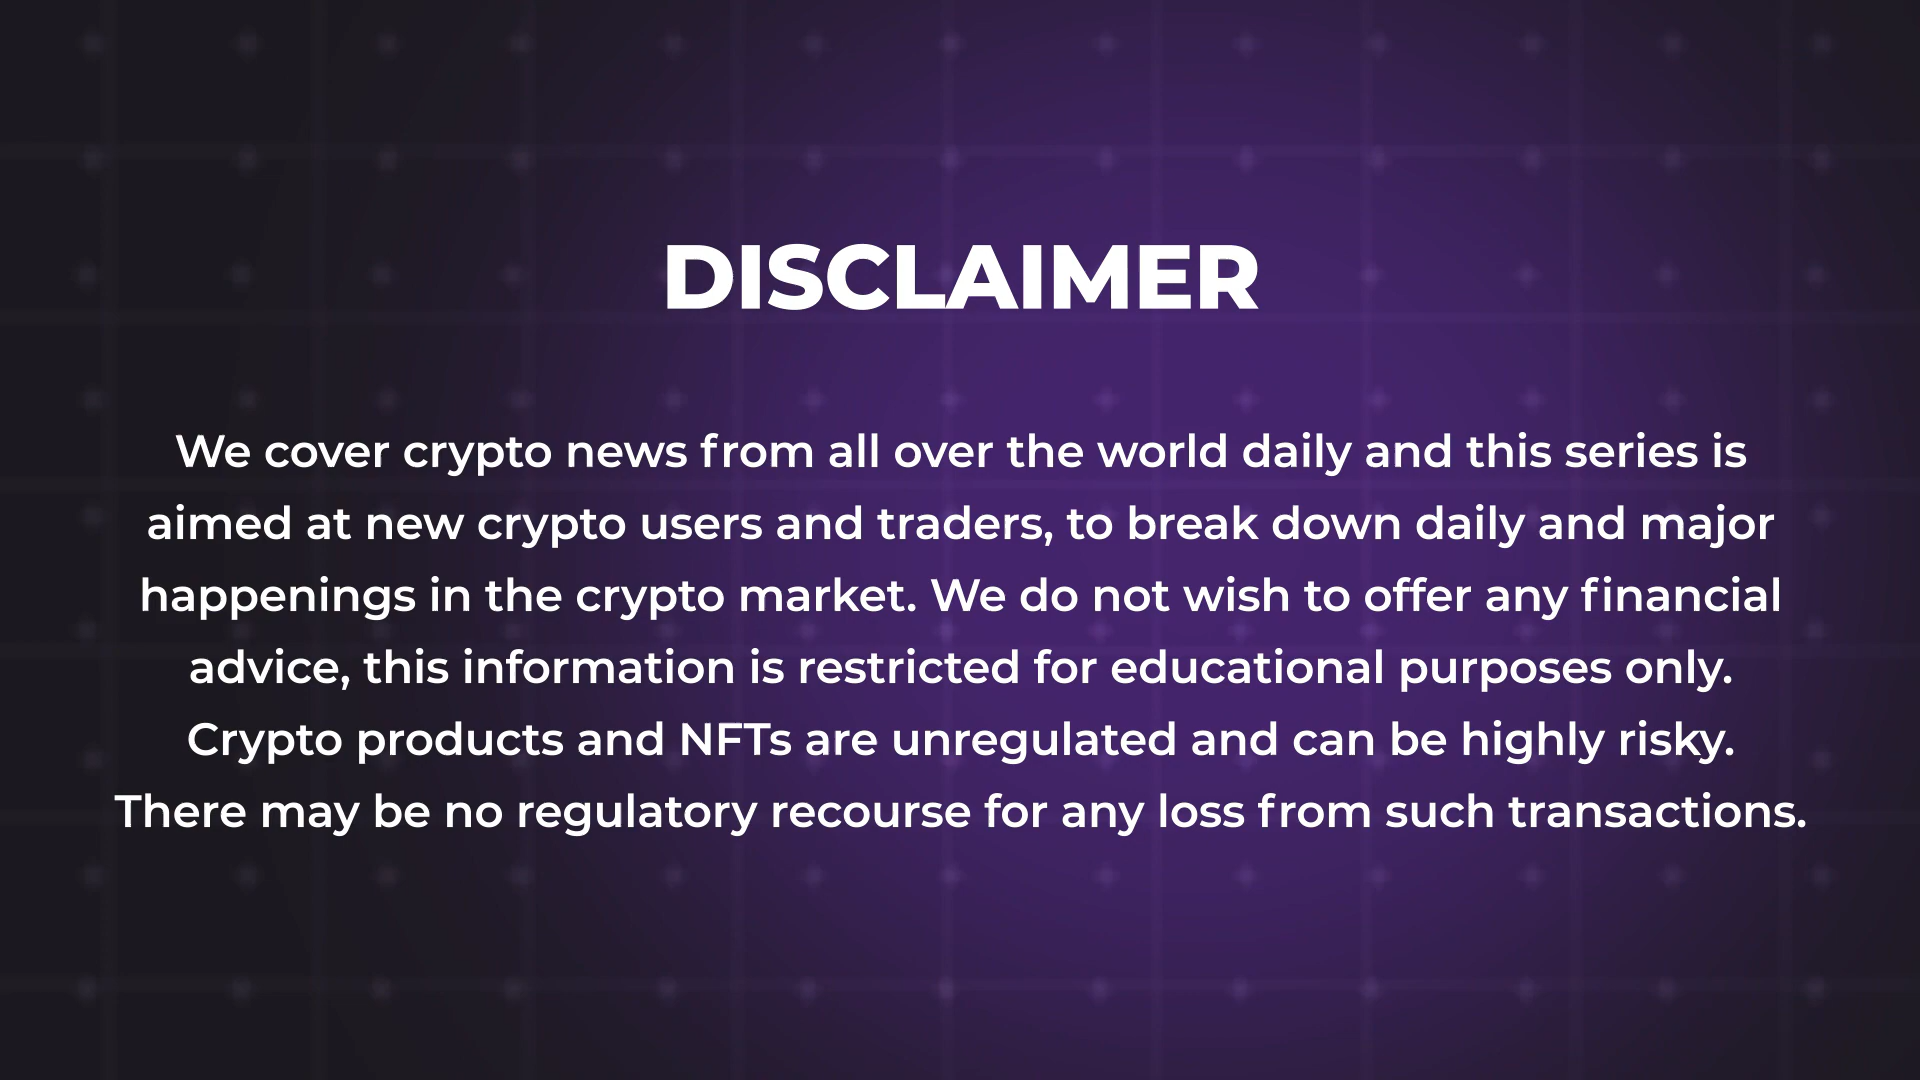 DISCLAIMER
We cover crypto news from all over the world daily and this series is
aimed at new crypto users and traders, to break down daily and major
happenings in the crypto market. We do not wish to offer any financial
advice, this information is restricted for educational purposes only.
Crypto products and NFTs are unregulated and can be highly risky.
There may be no regulatory recourse for any loss from such transactions.